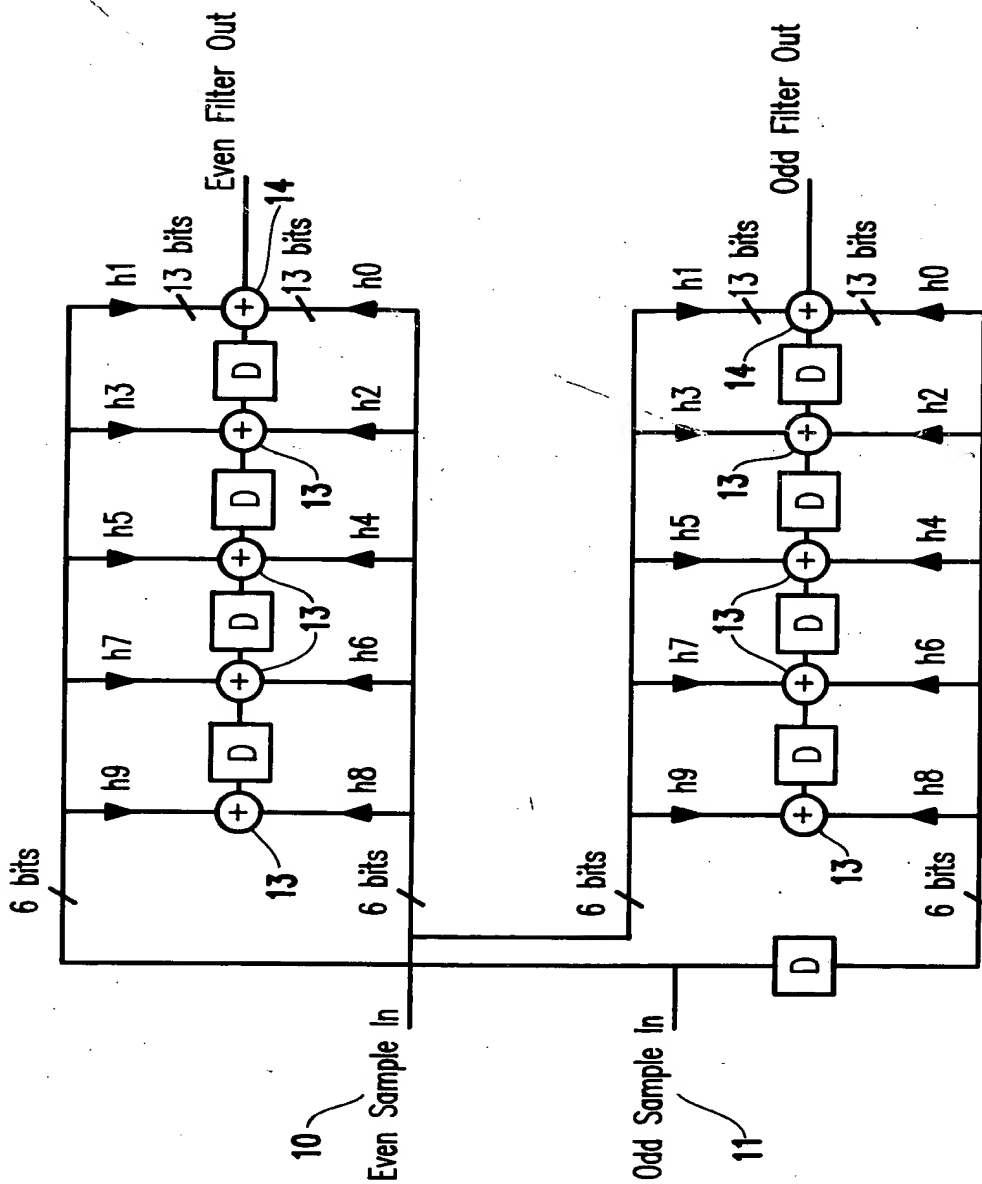 6 bits
h9
h7
h5
h3
h1
13 bits
D
D
D
D
+
+
+
+
+
Even Filter Out
14
13
13
13
13 bits
h8
h6
h4
h2
h0
6 bits
10
Even Sample In
Odd Sample In
11
6 bits
h9
h7
h5
h3
h1
13 bits
D
D
D
D
+
+
+
+
+
Odd Filter Out
14
13
13
13
13 bits
h8
h6
h4
h2
h0
D
6 bits